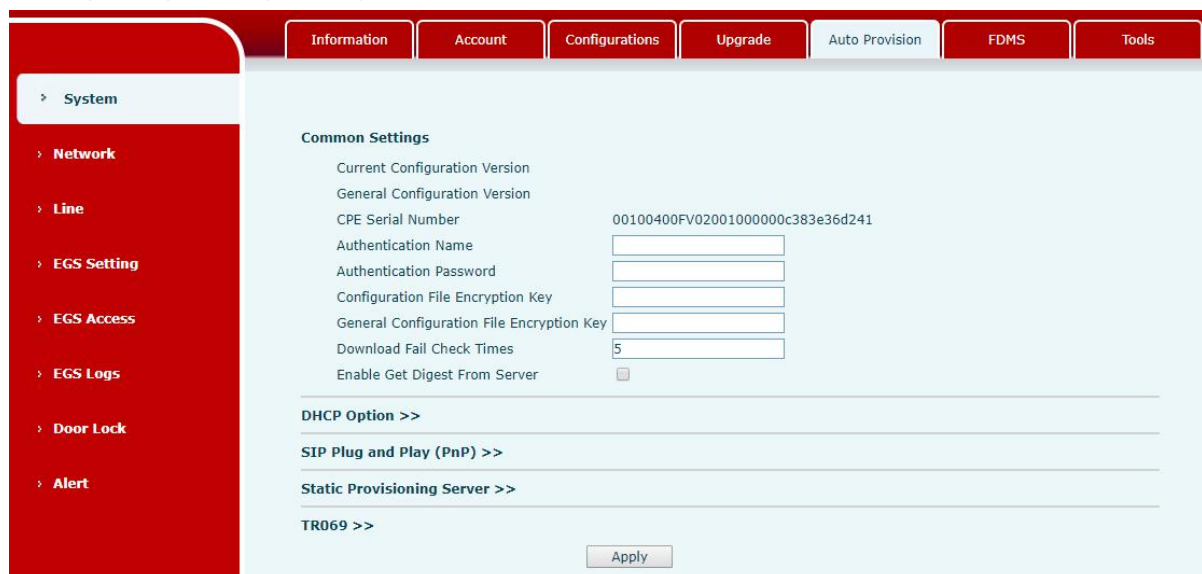 Information Account Configurations Upgrade Auto Provision FDMS Tools
› System
› Network
› Line
› EGS Setting
› EGS Access
› EGS Logs
› Door Lock
› Alert
Common Settings
Current Configuration Version
General Configuration Version
CPE Serial Number 00100400FV02001000000c383e36d241
Authentication Name
Authentication Password
Configuration File Encryption Key
General Configuration File Encryption Key
Download Fail Check Times 5
Enable Get Digest From Server
DHCP Option >>
SIP Plug and Play (PnP) >>
Static Provisioning Server >>
TR069 >>
Apply